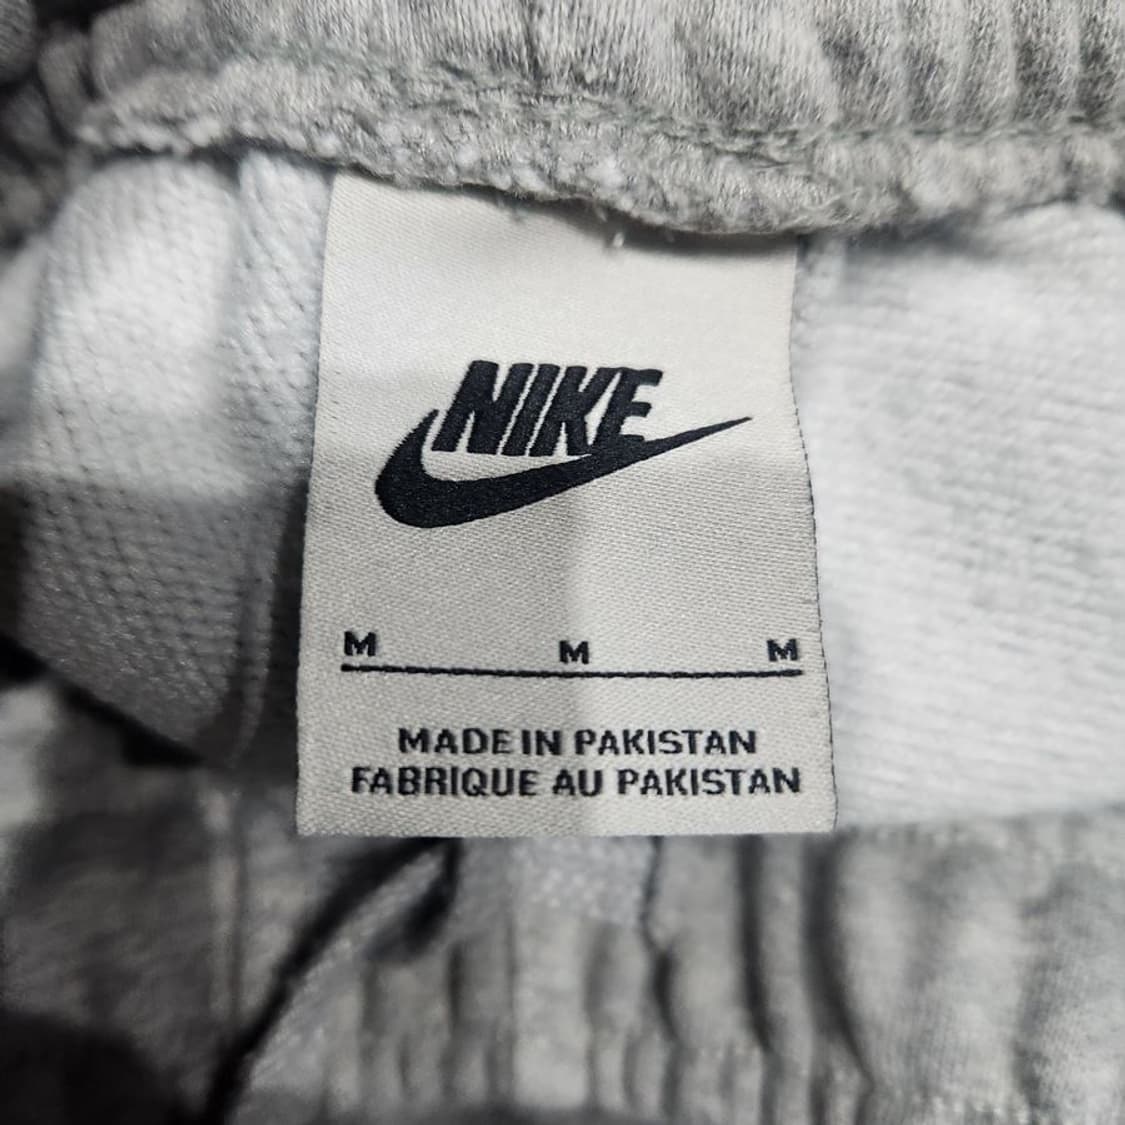 NIKE
M M M
MADE IN PAKISTAN
FABRIQUE AU PAKISTAN